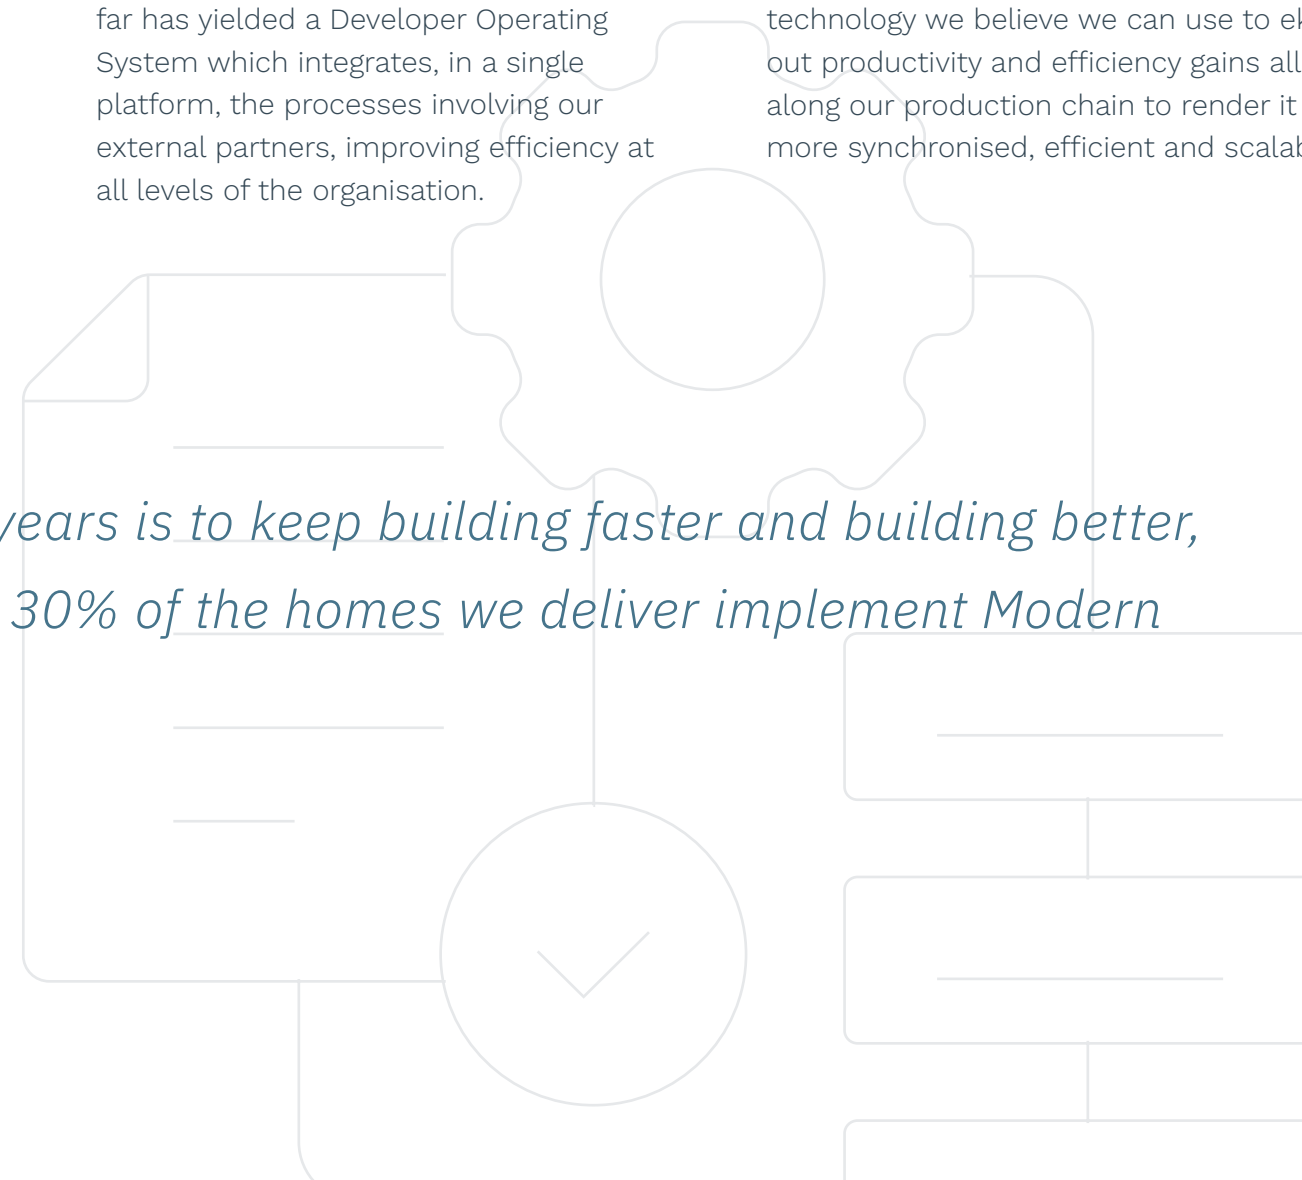 far has yielded a Developer Operating
System which integrates, in a single
platform, the processes involving our
external partners, improving efficiency at
all levels of the organisation.
technology we believe we can use to
out productivity and efficiency gains all
along our production chain to render it
more synchronised, efficient and
years is to keep building faster and building better,
30% of the homes we deliver implement Modern